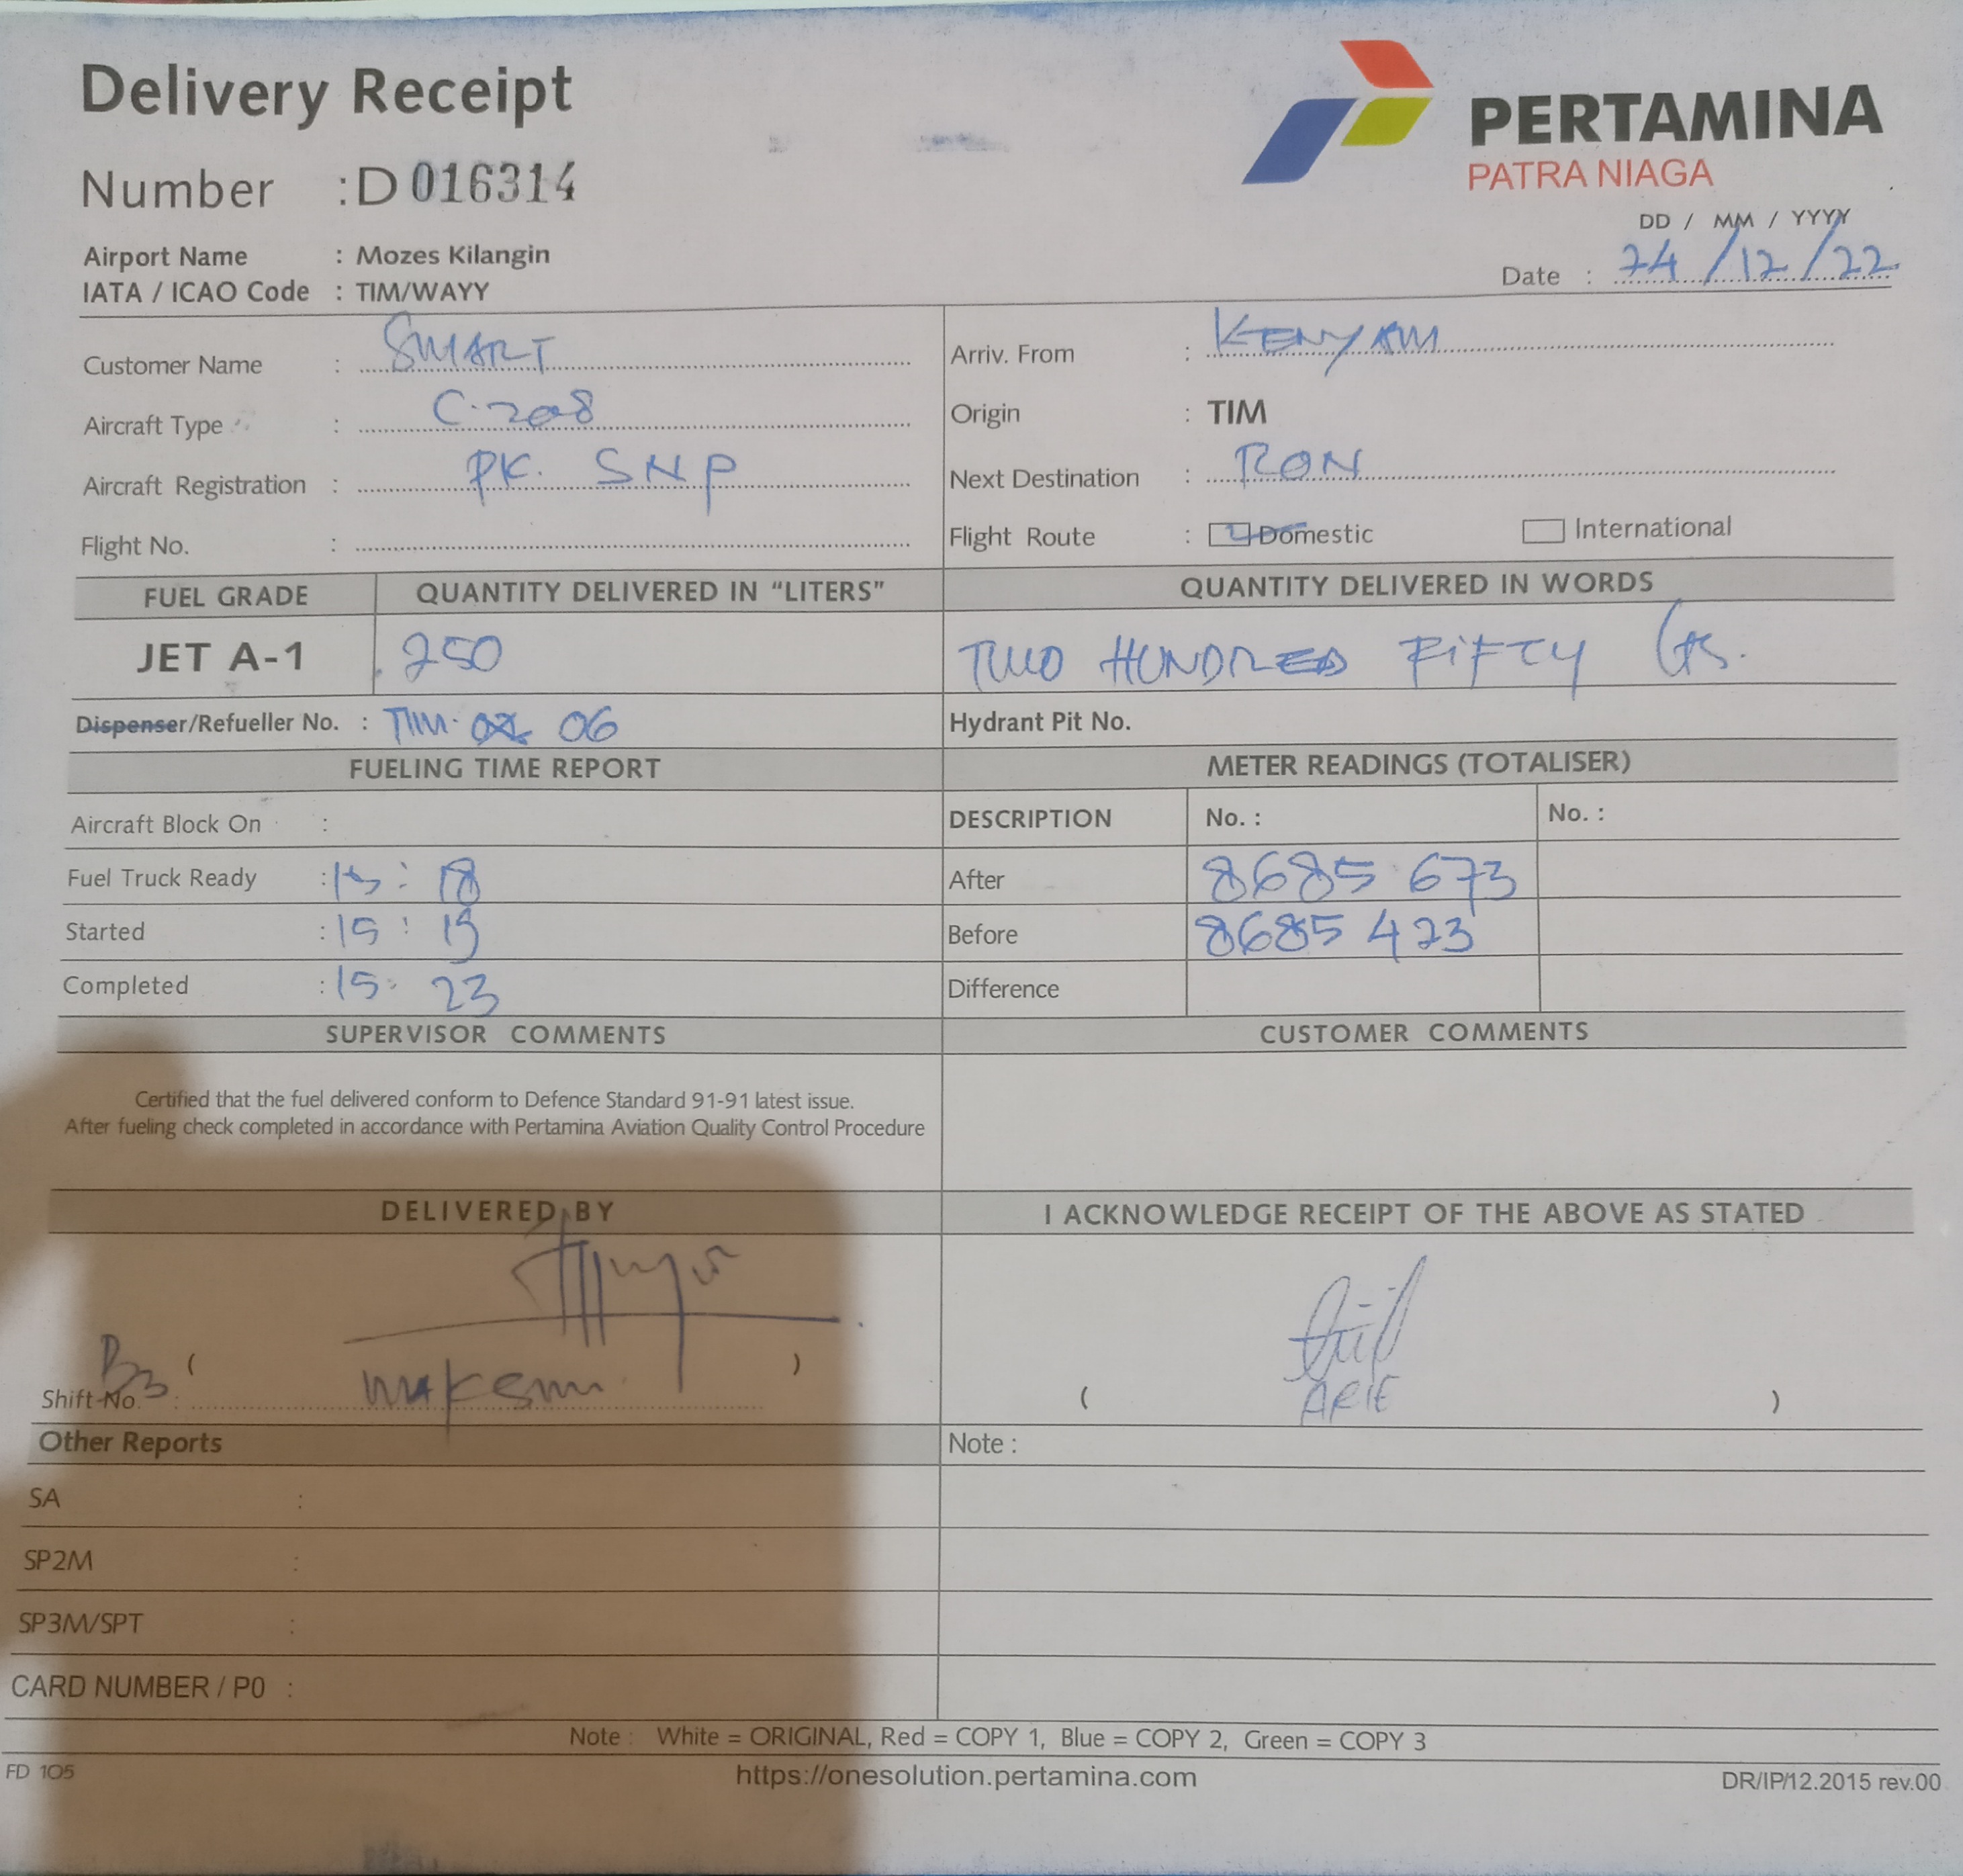 Delivery Receipt
PERTAMINA
PATRA NIAGA
Number : D 016314
DD / MM / YYYY
Airport Name : Mozes Kilangin
Date : 24/12/22
IATA / ICAO Code : TIM/WAYY
Customer Name : SMART
Arriv. From : KENYAM
Aircraft Type : C-208
Origin : TIM
Aircraft Registration : PK. SNP
Next Destination : RON
Flight No. :
Flight Route : Domestic International
FUEL GRADE QUANTITY DELIVERED IN "LITERS" QUANTITY DELIVERED IN WORDS
JET A-1 250 TWO HUNDRED FIFTY
Dispenser/Refueller No. : TIM. 06 Hydrant Pit No.
FUELING TIME REPORT METER READINGS (TOTALISER)
Aircraft Block On : DESCRIPTION No. : No. :
Fuel Truck Ready : 15 : 18 After 8685 673
Started : 15 : 19 Before 8685 423
Completed : 15 : 23 Difference
SUPERVISOR COMMENTS CUSTOMER COMMENTS
Certified that the fuel delivered conform to Defence Standard 91-91 latest issue.
After fueling check completed in accordance with Pertamina Aviation Quality Control Procedure
DELIVERED BY I ACKNOWLEDGE RECEIPT OF THE ABOVE AS STATED
B3 ( )
Shift No. :
( ARIE )
Other Reports Note :
SA :
SP2M :
SP3M/SPT :
CARD NUMBER / P0 :
Note : White = ORIGINAL, Red = COPY 1, Blue = COPY 2, Green = COPY 3
FD 105 https://onesolution.pertamina.com DR/IP/12.2015 rev.00